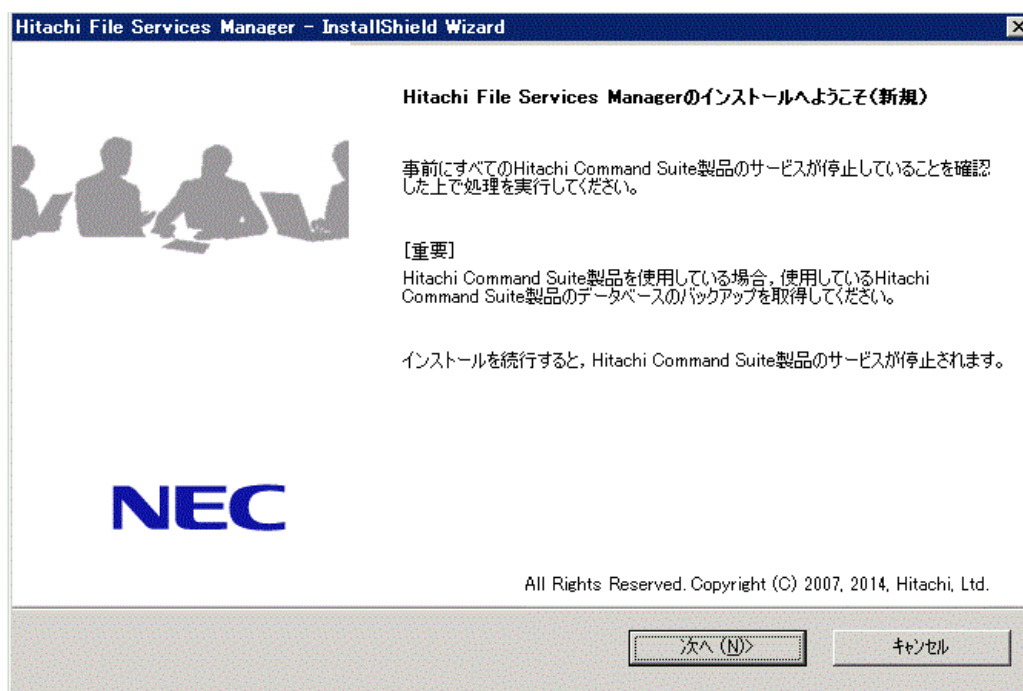 Hitachi File Services Manager - InstallShield Wizard
Hitachi File Services Managerのインストールへようこそ(新規)
事前にすべてのHitachi Command Suite製品のサービスが停止していることを確認
した上で処理を実行してください。
[重要]
Hitachi Command Suite製品を使用している場合, 使用しているHitachi
Command Suite製品のデータベースのバックアップを取得してください。
インストールを続行すると, Hitachi Command Suite製品のサービスが停止されます。
NEC
All Rights Reserved. Copyright (C) 2007, 2014, Hitachi, Ltd.
次へ (N)>
キャンセル